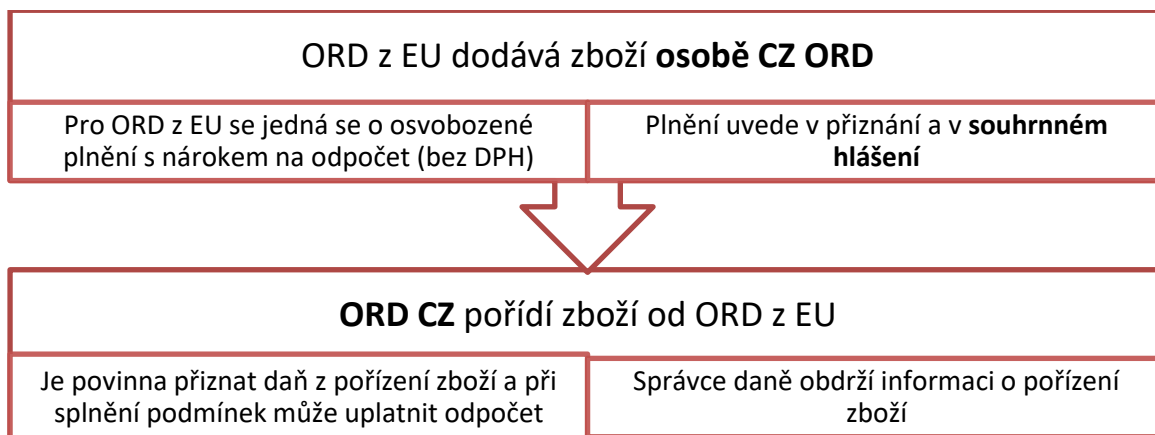 ORD z EU dodává zboží osobě CZ ORD
Pro ORD z EU se jedná se o osvobozené
plnění s nárokem na odpočet (bez DPH)
Plnění uvede v přiznání a v souhrnném
hlášení
ORD CZ pořídí zboží od ORD z EU
Je povinna přiznat daň z pořízení zboží a při
splnění podmínek může uplatnit odpočet
Správce daně obdrží informaci o pořízení
zboží